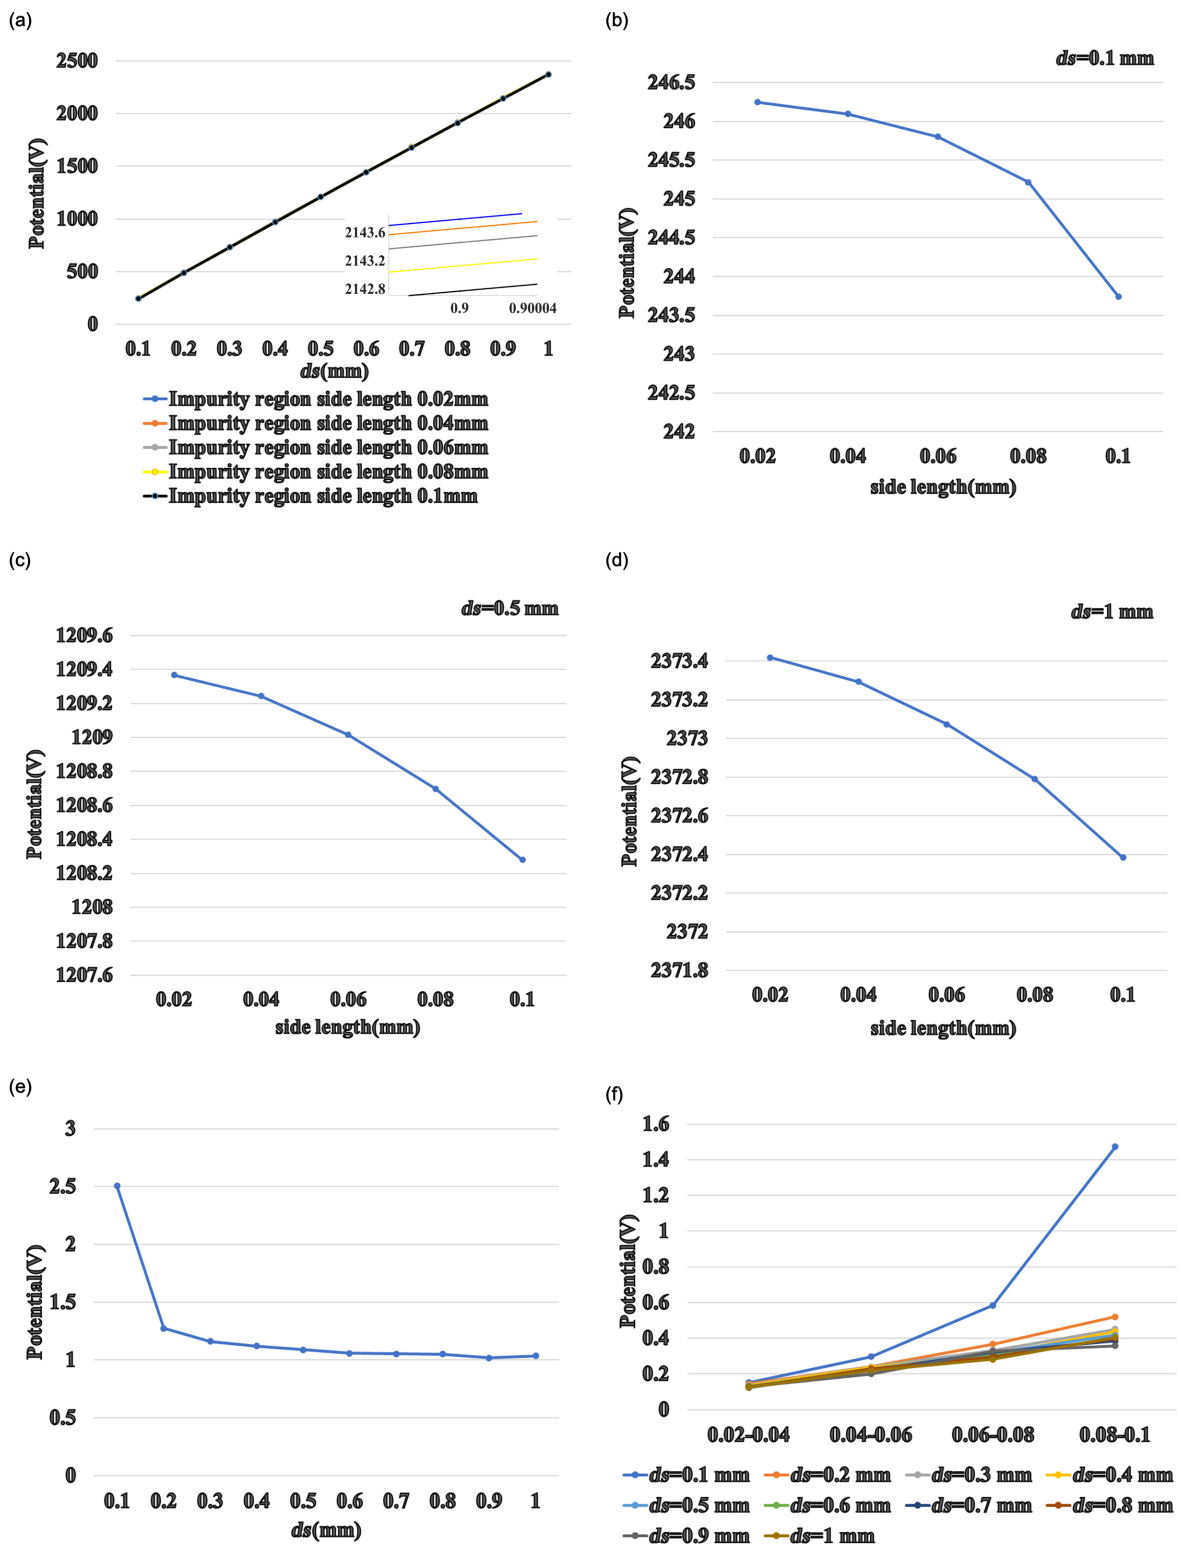 (a)
2500
2000
1500
1000
500
0
Potential(V)
2143.6
2143.2
2142.8
0.9 0.90004
0.1 0.2 0.3 0.4 0.5 0.6 0.7 0.8 0.9 1
ds(mm)
Impurity region side length 0.02mm
Impurity region side length 0.04mm
Impurity region side length 0.06mm
Impurity region side length 0.08mm
Impurity region side length 0.1mm
(b)
ds=0.1 mm
246.5
246
245.5
245
244.5
244
243.5
243
242.5
242
Potential(V)
0.02 0.04 0.06 0.08 0.1
side length(mm)
(c)
ds=0.5 mm
1209.6
1209.4
1209.2
1209
1208.8
1208.6
1208.4
1208.2
1208
1207.8
1207.6
Potential(V)
0.02 0.04 0.06 0.08 0.1
side length(mm)
(d)
ds=1 mm
2373.4
2373.2
2373
2372.8
2372.6
2372.4
2372.2
2372
2371.8
Potential(V)
0.02 0.04 0.06 0.08 0.1
side length(mm)
(e)
3
2.5
2
1.5
1
0.5
0
Potential(V)
0.1 0.2 0.3 0.4 0.5 0.6 0.7 0.8 0.9 1
ds(mm)
(f)
1.6
1.4
1.2
1
0.8
0.6
0.4
0.2
0
Potential(V)
0.02-0.04 0.04-0.06 0.06-0.08 0.08-0.1
ds=0.1 mm ds=0.2 mm ds=0.3 mm ds=0.4 mm
ds=0.5 mm ds=0.6 mm ds=0.7 mm ds=0.8 mm
ds=0.9 mm ds=1 mm